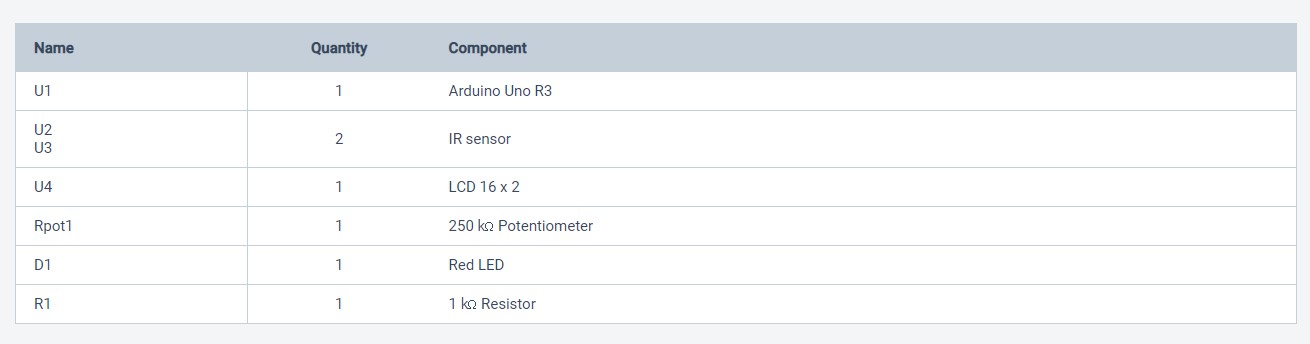 Name Quantity Component
U1 1 Arduino Uno R3
U2
U3 2 IR sensor
U4 1 LCD 16 x 2
Rpot1 1 250 kΩ Potentiometer
D1 1 Red LED
R1 1 1 kΩ Resistor